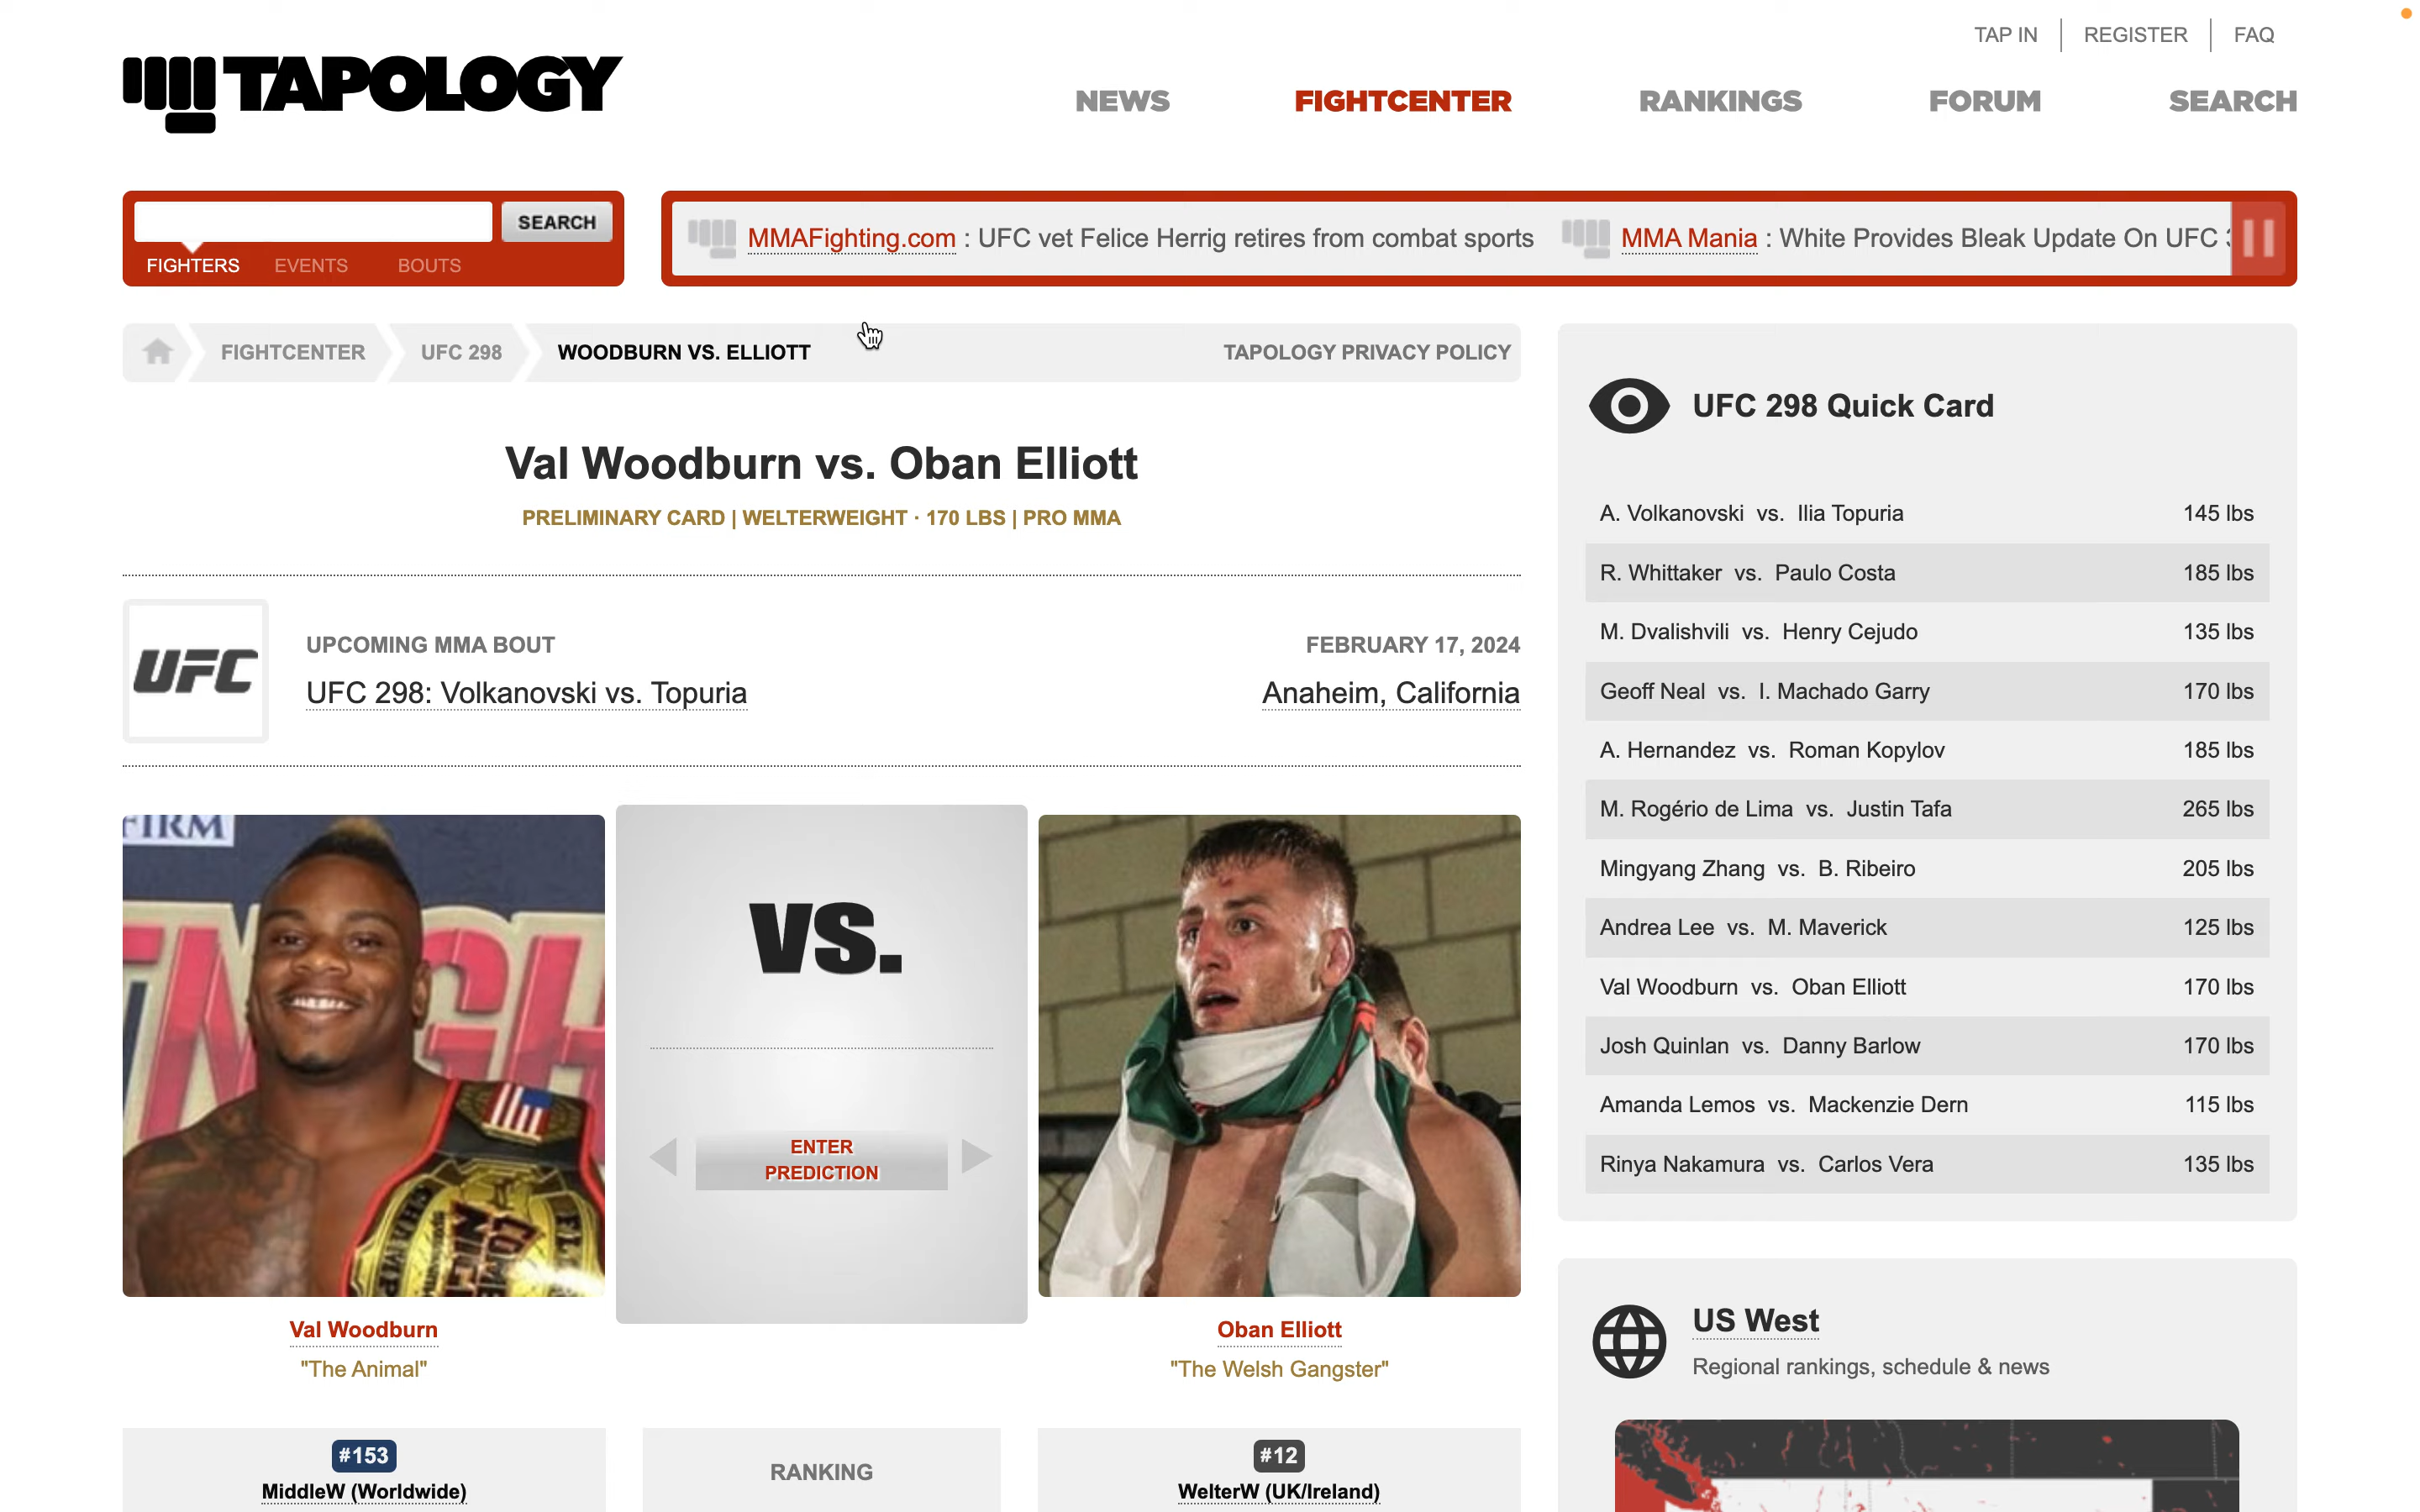 TAP IN
REGISTER
FAQ
TAPOLOGY
NEWS
FIGHTCENTER
RANKINGS
FORUM
SEARCH
SEARCH
FIGHTERS
EVENTS
BOUTS
MMAFighting.com : UFC vet Felice Herrig retires from combat sports
MMA Mania : White Provides Bleak Update On UFC
FIGHTCENTER
UFC 298
WOODBURN VS. ELLIOTT
TAPOLOGY PRIVACY POLICY
Val Woodburn vs. Oban Elliott
PRELIMINARY CARD | WELTERWEIGHT · 170 LBS | PRO MMA
UFC
UPCOMING MMA BOUT
UFC 298: Volkanovski vs. Topuria
FEBRUARY 17, 2024
Anaheim, California
VS.
ENTER
PREDICTION
Val Woodburn
"The Animal"
Oban Elliott
"The Welsh Gangster"
#153
MiddleW (Worldwide)
RANKING
#12
WelterW (UK/Ireland)
UFC 298 Quick Card
A. Volkanovski vs. Ilia Topuria 145 lbs
R. Whittaker vs. Paulo Costa 185 lbs
M. Dvalishvili vs. Henry Cejudo 135 lbs
Geoff Neal vs. I. Machado Garry 170 lbs
A. Hernandez vs. Roman Kopylov 185 lbs
M. Rogério de Lima vs. Justin Tafa 265 lbs
Mingyang Zhang vs. B. Ribeiro 205 lbs
Andrea Lee vs. M. Maverick 125 lbs
Val Woodburn vs. Oban Elliott 170 lbs
Josh Quinlan vs. Danny Barlow 170 lbs
Amanda Lemos vs. Mackenzie Dern 115 lbs
Rinya Nakamura vs. Carlos Vera 135 lbs
US West
Regional rankings, schedule & news